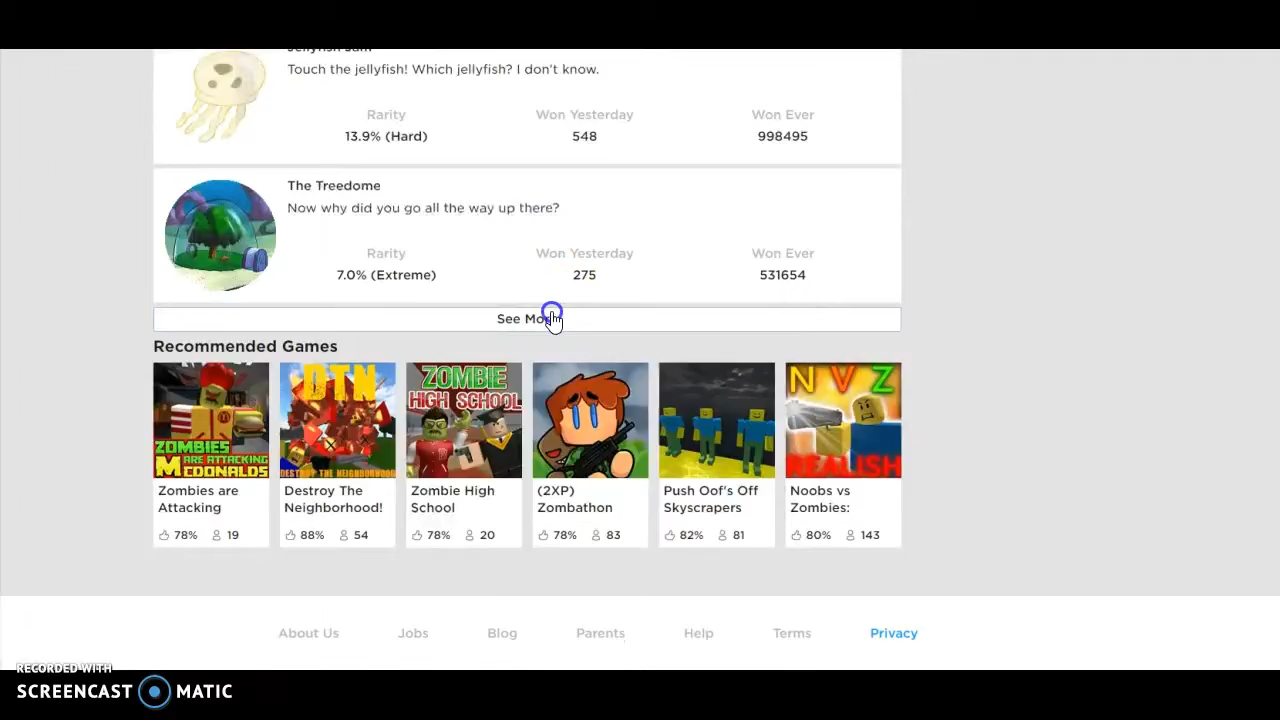 Jellyfish Jam
Touch the jellyfish! Which jellyfish? I don't know.
Rarity Won Yesterday Won Ever
13.9% (Hard) 548 998495
The Treedome
Now why did you go all the way up there?
Rarity Won Yesterday Won Ever
7.0% (Extreme) 275 531654
See Mo
Recommended Games
ZOMBIES
ARE ATTACKING
MCDONALDS
DTN
DESTROY THE NEIGHBORHOOD
ZOMBIE
HIGH SCHOOL
N V Z
REALISH
Zombies are
Attacking
Destroy The
Neighborhood!
Zombie High
School
(2XP)
Zombathon
Push Oof's Off
Skyscrapers
Noobs vs
Zombies:
78% 19 88% 54 78% 20 78% 83 82% 81 80% 143
About Us Jobs Blog Parents Help Terms Privacy
RECORDED WITH
SCREENCAST MATIC